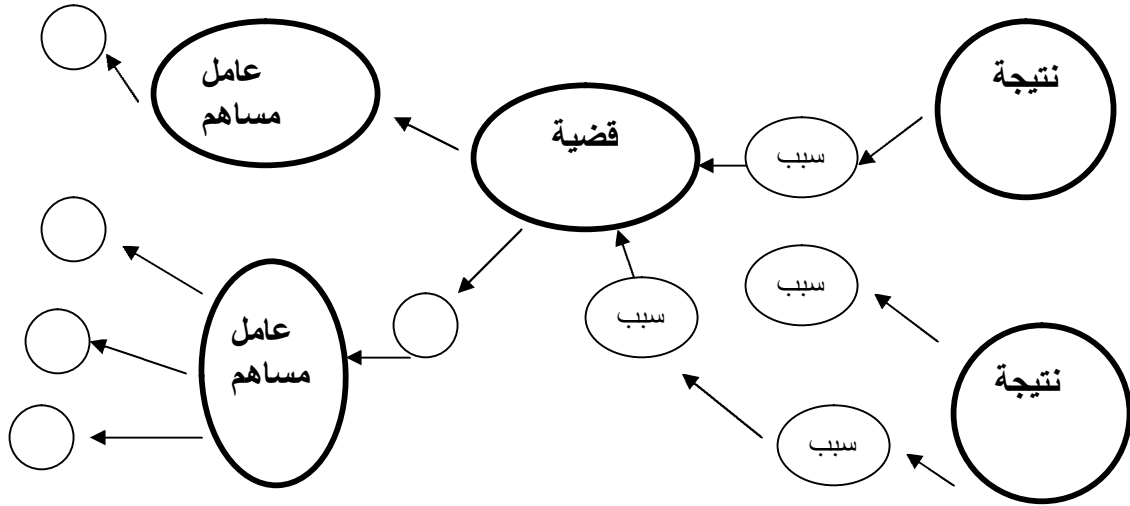 نتيجة
سبب
قضية
عامل
مساهم
سبب
سبب
نتيجة
سبب
عامل
مساهم